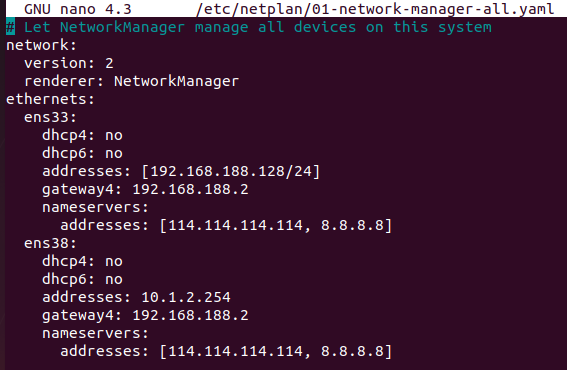 GNU nano 4.3 /etc/netplan/01-network-manager-all.yaml
# Let NetworkManager manage all devices on this system
network:
  version: 2
  renderer: NetworkManager
ethernets:
  ens33:
    dhcp4: no
    dhcp6: no
    addresses: [192.168.188.128/24]
    gateway4: 192.168.188.2
    nameservers:
      addresses: [114.114.114.114, 8.8.8.8]
  ens38:
    dhcp4: no
    dhcp6: no
    addresses: 10.1.2.254
    gateway4: 192.168.188.2
    nameservers:
      addresses: [114.114.114.114, 8.8.8.8]